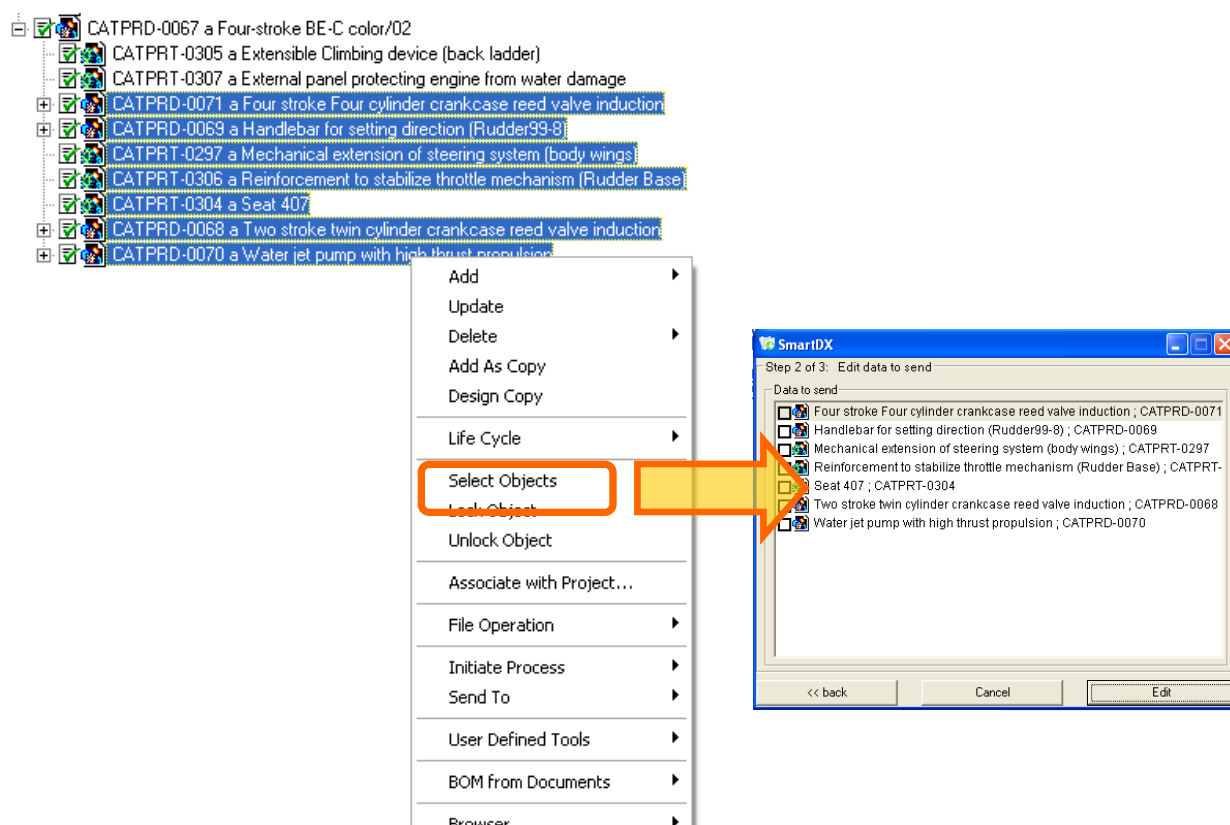 CATPRD-0067 a Four-stroke BE-C color/02
CATPRT-0305 a Extensible Climbing device (back ladder)
CATPRT-0307 a External panel protecting engine from water damage
CATPRD-0071 a Four stroke Four cylinder crankcase reed valve induction
CATPRD-0069 a Handlebar for setting direction (Rudder99-8)
CATPRT-0297 a Mechanical extension of steering system (body wings)
CATPRT-0306 a Reinforcement to stabilize throttle mechanism (Rudder Base)
CATPRT-0304 a Seat 407
CATPRD-0068 a Two stroke twin cylinder crankcase reed valve induction
CATPRD-0070 a Water jet pump with high thrust propulsion
Add
Update
Delete
Add As Copy
Design Copy
Life Cycle
Select Objects
Lock Object
Unlock Object
Associate with Project...
File Operation
Initiate Process
Send To
User Defined Tools
BOM from Documents
Browser
SmartDX
Step 2 of 3: Edit data to send
Data to send
Four stroke Four cylinder crankcase reed valve induction ; CATPRD-0071
Handlebar for setting direction (Rudder99-8) ; CATPRD-0069
Mechanical extension of steering system (body wings) ; CATPRT-0297
Reinforcement to stabilize throttle mechanism (Rudder Base) ; CATPRT-
Seat 407 ; CATPRT-0304
Two stroke twin cylinder crankcase reed valve induction ; CATPRD-0068
Water jet pump with high thrust propulsion ; CATPRD-0070
<< back
Cancel
Edit